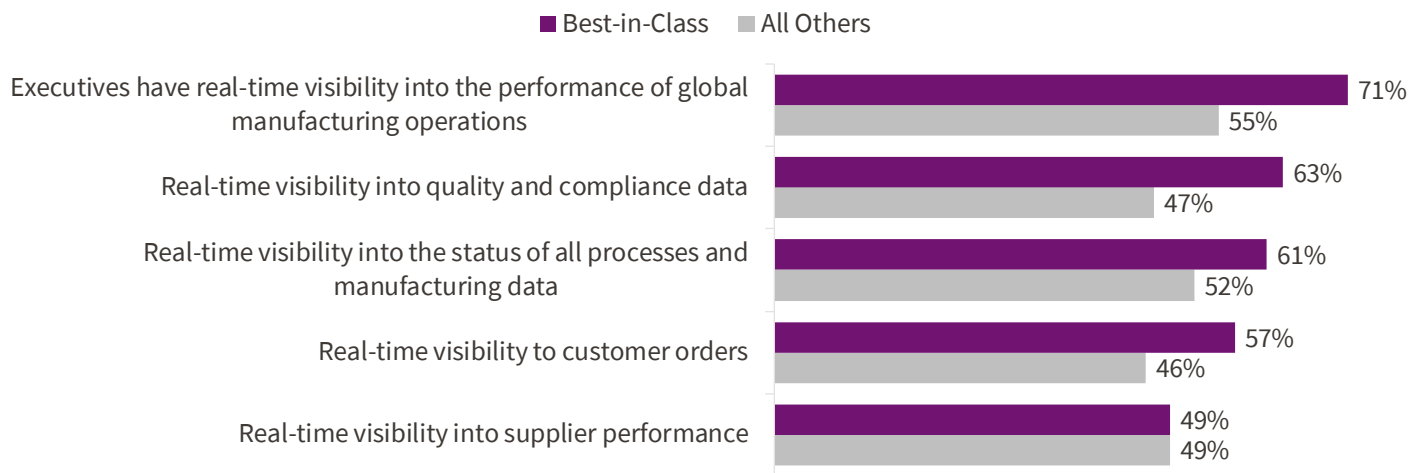 Best-in-Class All Others
Executives have real-time visibility into the performance of global
manufacturing operations
71%
55%
Real-time visibility into quality and compliance data
63%
47%
Real-time visibility into the status of all processes and
manufacturing data
61%
52%
Real-time visibility to customer orders
57%
46%
Real-time visibility into supplier performance
49%
49%